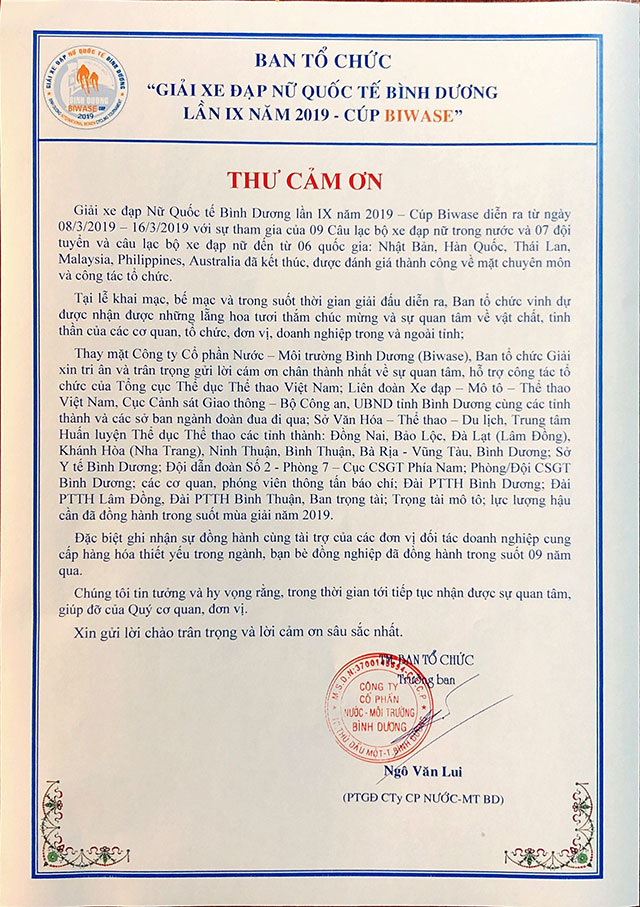 GIẢI XE ĐẠP NỮ QUỐC TẾ BÌNH DƯƠNG
BÌNH DƯƠNG
BIWASE CUP
2019
BAN TỔ CHỨC
“GIẢI XE ĐẠP NỮ QUỐC TẾ BÌNH DƯƠNG
LẦN IX NĂM 2019 - CÚP BIWASE”
THƯ CẢM ƠN
Giải xe đạp Nữ Quốc tế Bình Dương lần IX năm 2019 – Cúp Biwase diễn ra từ ngày
08/3/2019 – 16/3/2019 với sự tham gia của 09 Câu lạc bộ xe đạp nữ trong nước và 07 đội
tuyển và câu lạc bộ xe đạp nữ đến từ 06 quốc gia: Nhật Bản, Hàn Quốc, Thái Lan,
Malaysia, Philippines, Australia đã kết thúc, được đánh giá thành công về mặt chuyên môn
và công tác tổ chức.
Tại lễ khai mạc, bế mạc và trong suốt thời gian giải đấu diễn ra, Ban tổ chức vinh dự
được nhận được những lẵng hoa tươi thắm chúc mừng và sự quan tâm về vật chất, tinh
thần của các cơ quan, tổ chức, đơn vị, doanh nghiệp trong và ngoài tỉnh;
Thay mặt Công ty Cổ phần Nước – Môi trường Bình Dương (Biwase), Ban tổ chức Giải
xin tri ân và trân trọng gửi lời cám ơn chân thành nhất về sự quan tâm, hỗ trợ công tác tổ
chức của Tổng cục Thể dục Thể thao Việt Nam; Liên đoàn Xe đạp – Mô tô – Thể thao
Việt Nam, Cục Cảnh sát Giao thông – Bộ Công an, UBND tỉnh Bình Dương cùng các tỉnh
thành và các sở ban ngành đoàn đua đi qua; Sở Văn Hóa – Thể thao – Du lịch, Trung tâm
Huấn luyện Thể dục Thể thao các tỉnh thành: Đồng Nai, Bảo Lộc, Đà Lạt (Lâm Đồng),
Khánh Hòa (Nha Trang), Ninh Thuận, Bình Thuận, Bà Rịa - Vũng Tàu, Bình Dương; Sở
Y tế Bình Dương; Đội dẫn đoàn Số 2 - Phòng 7 – Cục CSGT Phía Nam; Phòng/Đội CSGT
Bình Dương; các cơ quan, phóng viên thông tấn báo chí; Đài PTTH Bình Dương; Đài
PTTH Lâm Đồng, Đài PTTH Bình Thuận, Ban trọng tài; Trọng tài mô tô; lực lượng hậu
cần đã đồng hành trong suốt mùa giải năm 2019.
Đặc biệt ghi nhận sự đồng hành cùng tài trợ của các đơn vị đối tác doanh nghiệp cung
cấp hàng hóa thiết yếu trong ngành, bạn bè đồng nghiệp đã đồng hành trong suốt 09 năm
qua.
Chúng tôi tin tưởng và hy vọng rằng, trong thời gian tới tiếp tục nhận được sự quan tâm,
giúp đỡ của Quý cơ quan, đơn vị.
Xin gửi lời chào trân trọng và lời cảm ơn sâu sắc nhất.
TM. BAN TỔ CHỨC
Trưởng ban
CÔNG TY
CỔ PHẦN
NƯỚC - MÔI TRƯỜNG
BÌNH DƯƠNG
TP THỦ DẦU MỘT-T.BÌNH DƯƠNG
Ngô Văn Lui
(PTGĐ CTy CP NƯỚC-MT BD)